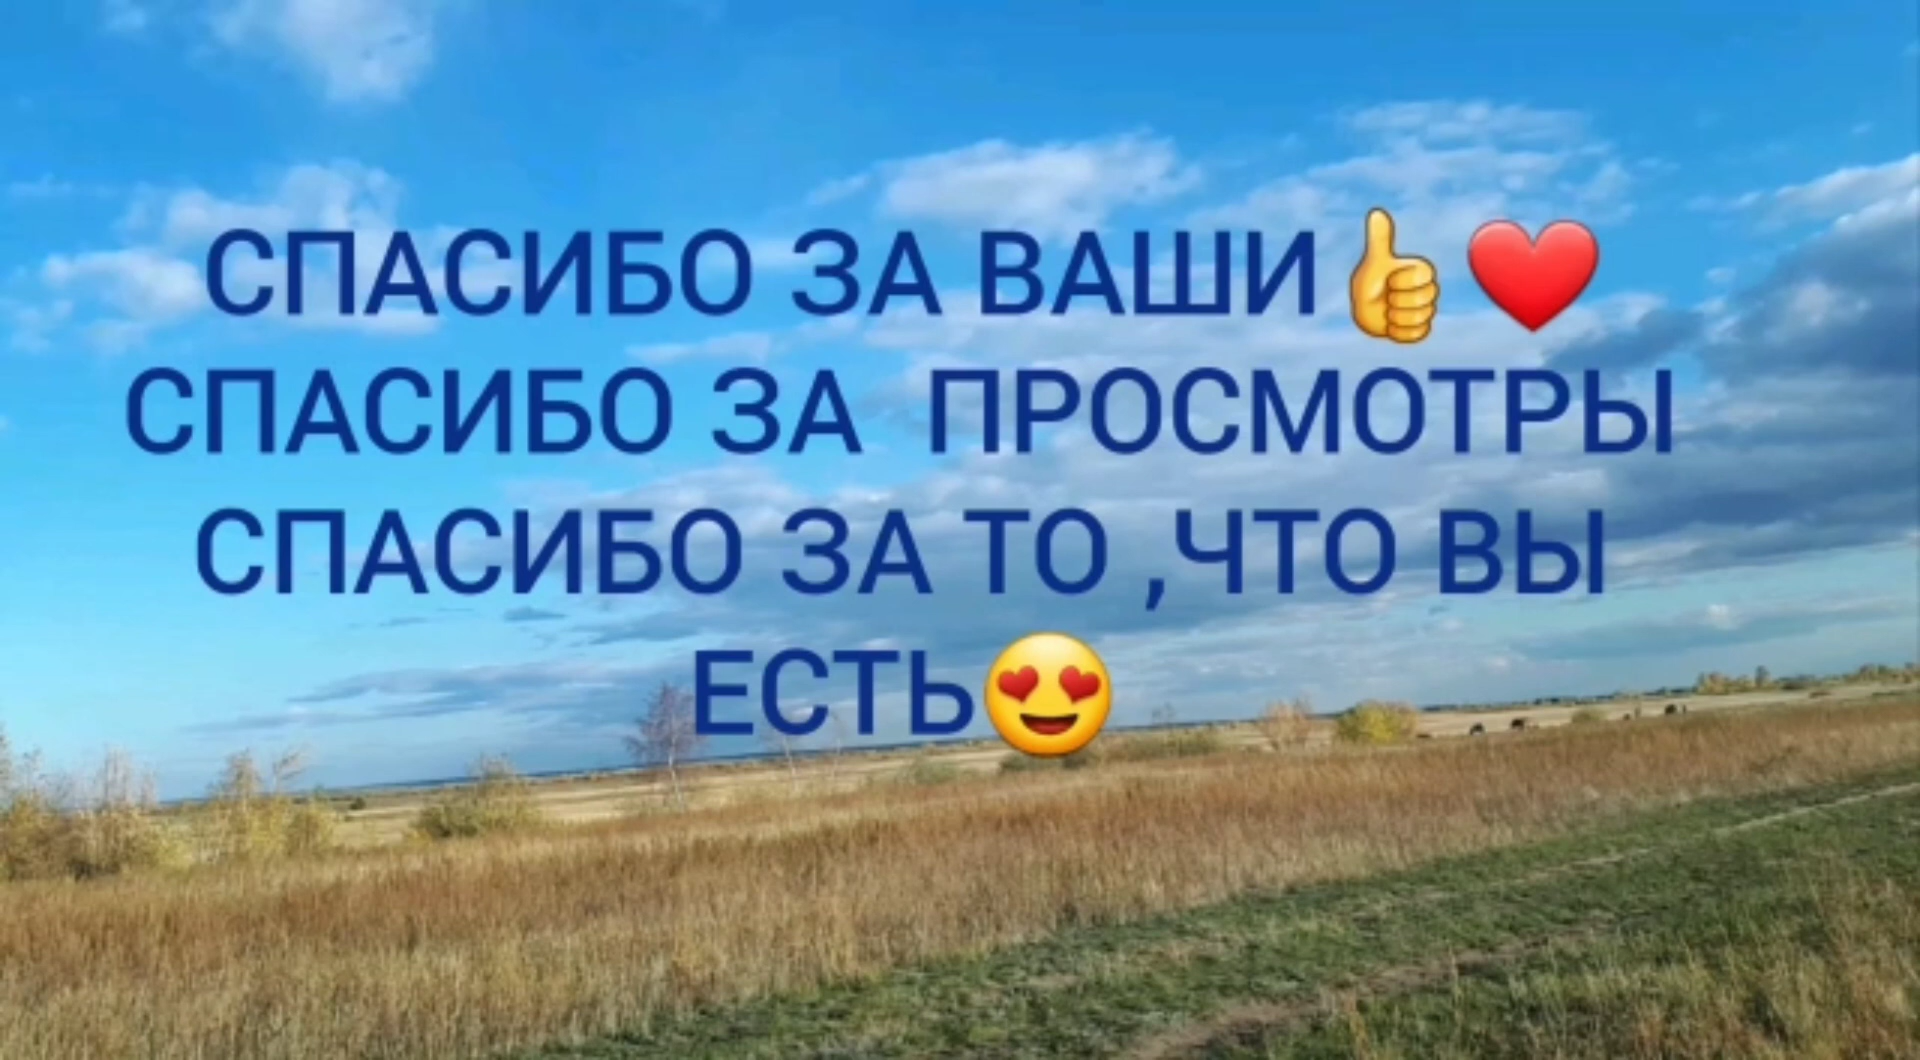 СПАСИБО ЗА ВАШИ👍❤️
СПАСИБО ЗА  ПРОСМОТРЫ
СПАСИБО ЗА ТО ,ЧТО ВЫ
ЕСТЬ😍